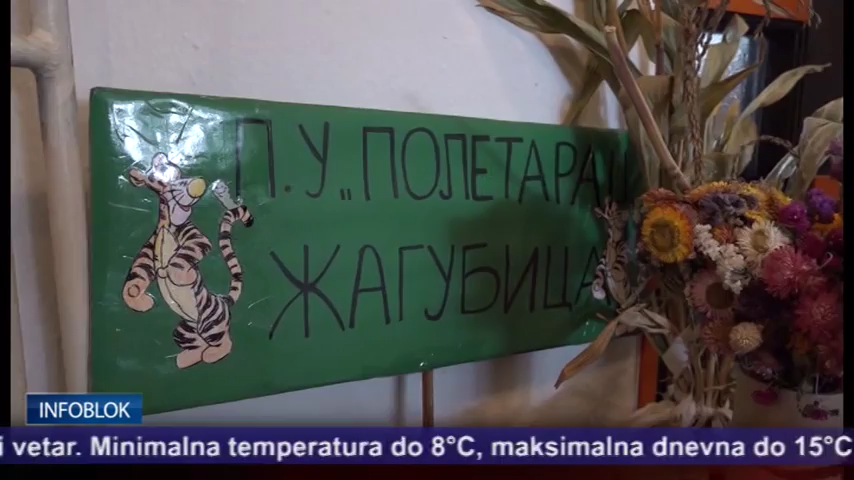 П.У „ПОЛЕТАРАЦ
ЖАГУБИЦА
INFOBLOK
i vetar. Minimalna temperatura do 8°C, maksimalna dnevna do 15°C